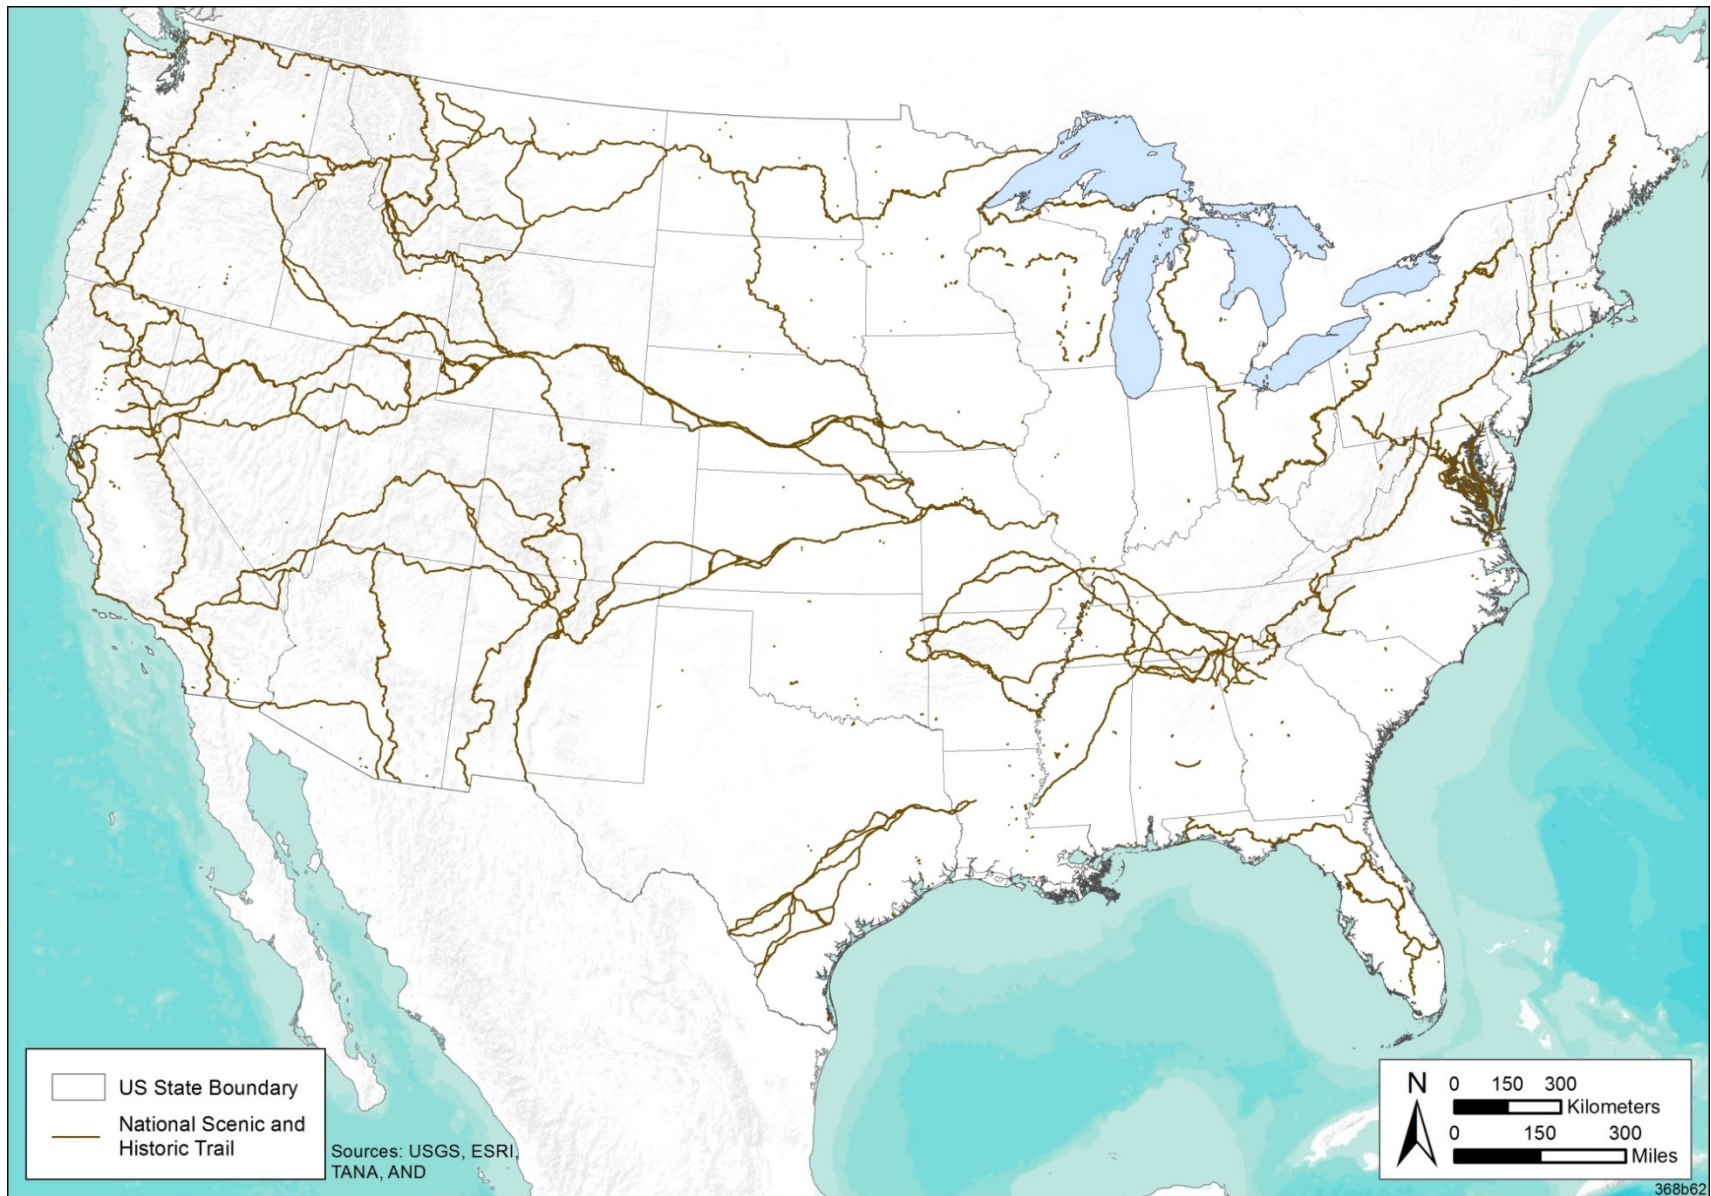 US State Boundary
National Scenic and
Historic Trail
Sources: USGS, ESRI,
TANA, AND
N
0 150 300
Kilometers
0 150 300
Miles
368b62